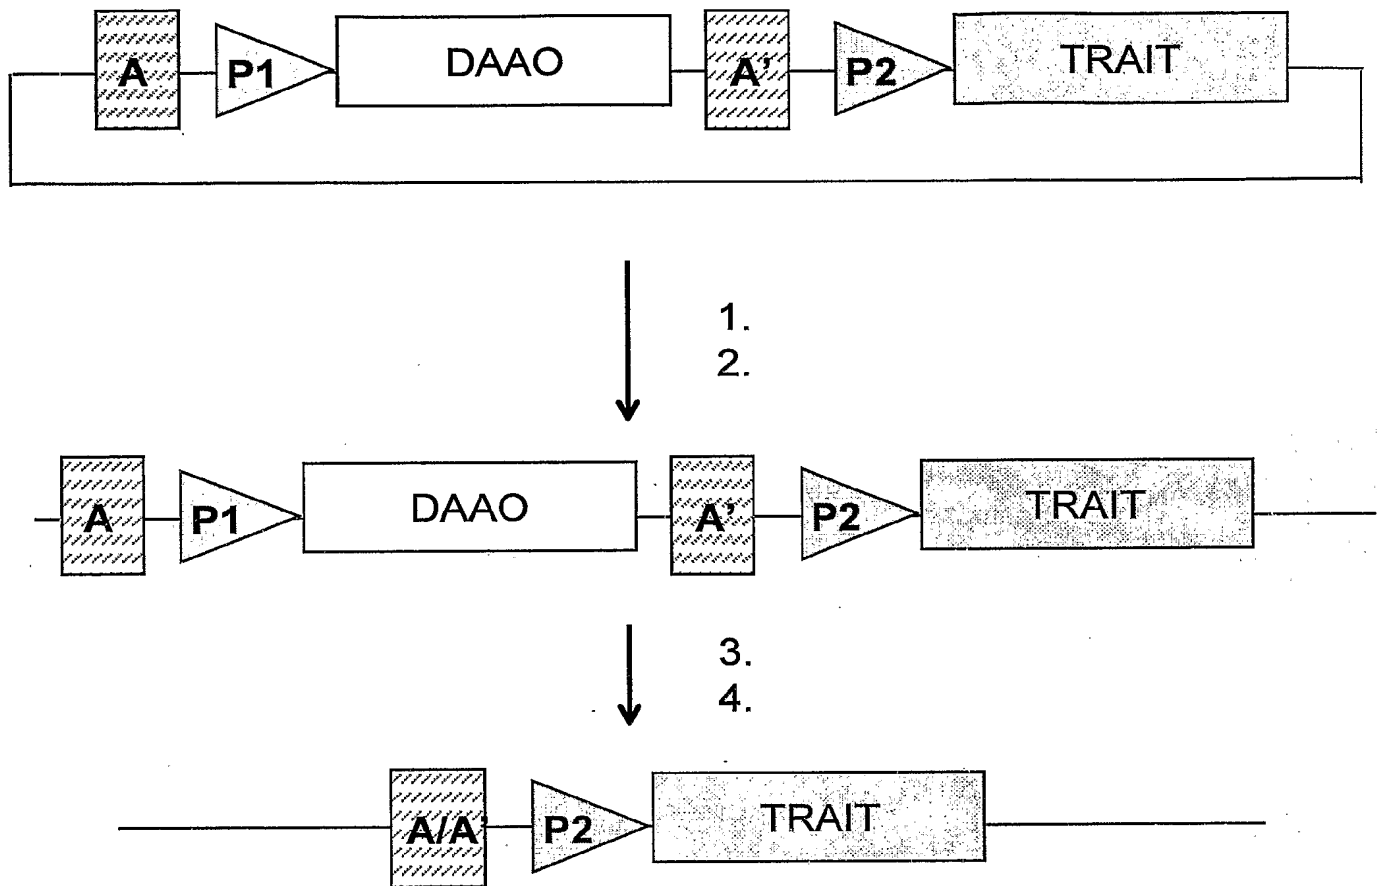 A P1 DAAO A' P2 TRAIT
1.
2.
A P1 DAAO A' P2 TRAIT
3.
4.
A/A' P2 TRAIT